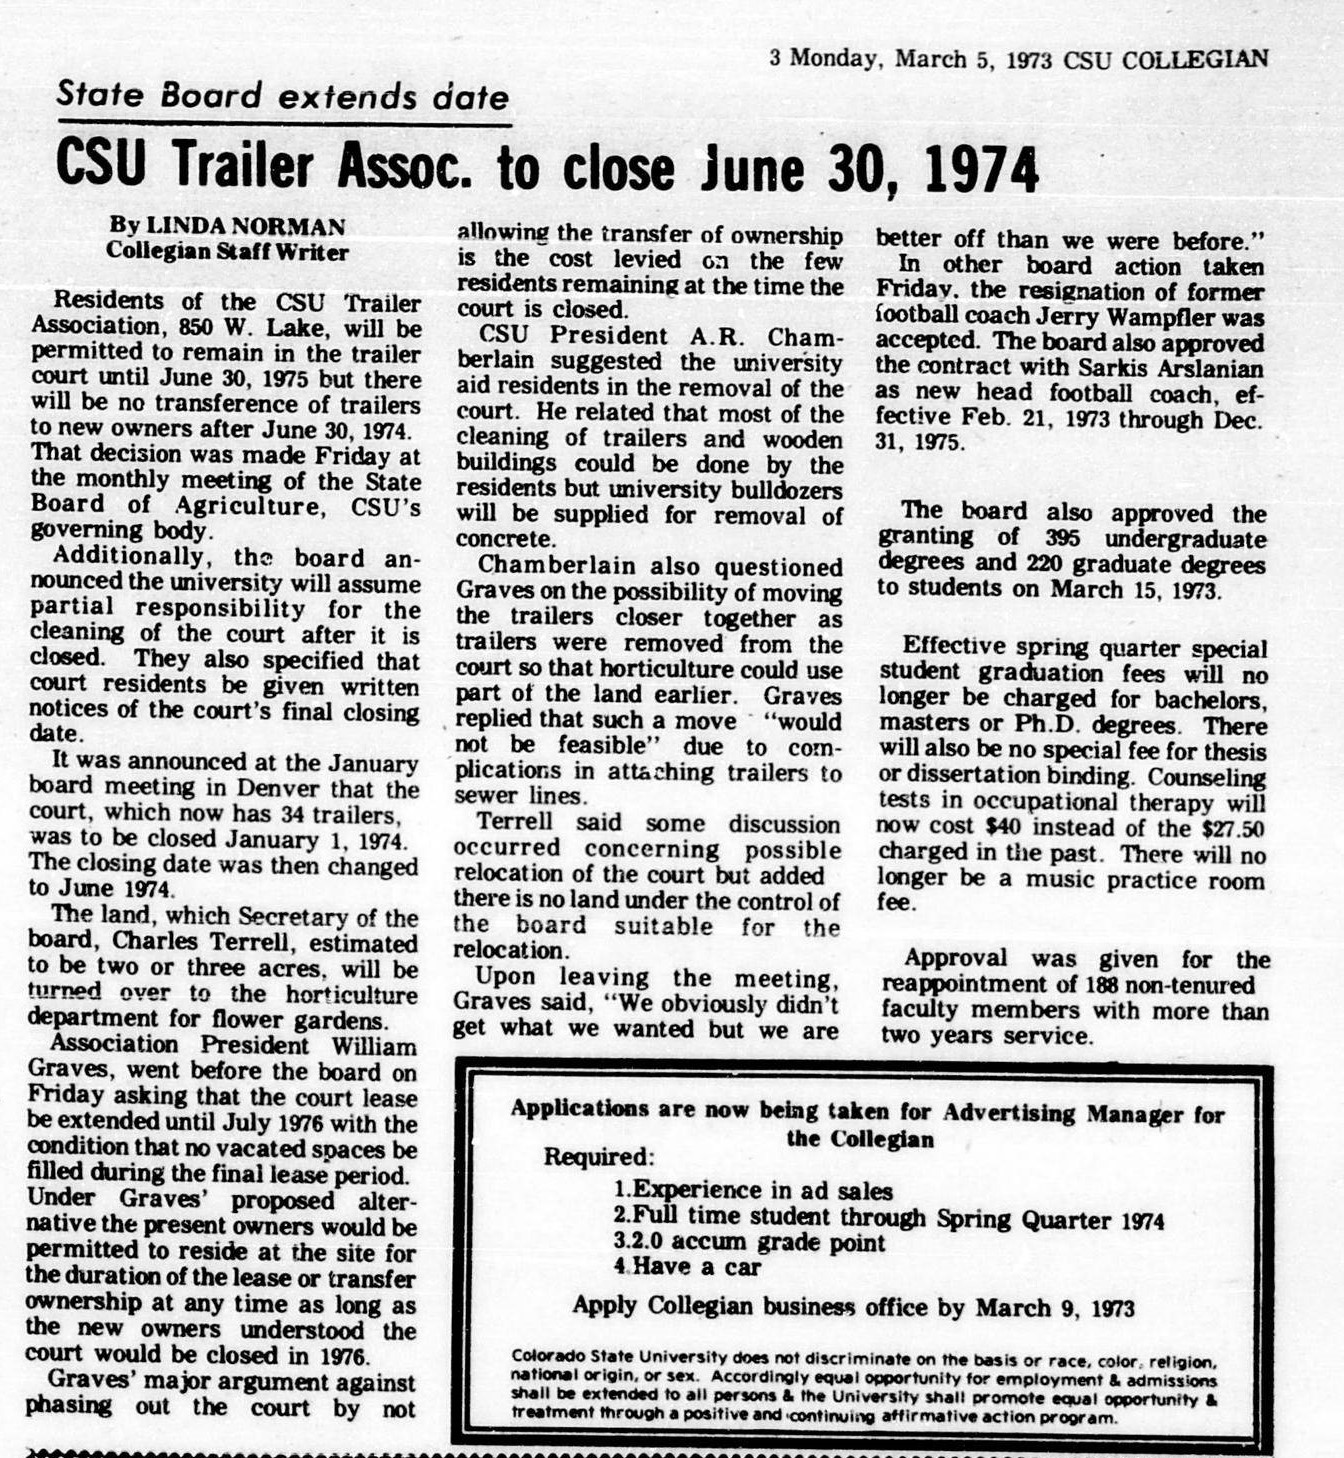 3 Monday, March 5, 1973 CSU COLLEGIAN
State Board extends date
CSU Trailer Assoc. to close June 30, 1974
By LINDA NORMAN
Collegian Staff Writer
Residents of the CSU Trailer
Association, 850 W. Lake, will be
permitted to remain in the trailer
court until June 30, 1975 but there
will be no transference of trailers
to new owners after June 30, 1974.
That decision was made Friday at
the monthly meeting of the State
Board of Agriculture, CSU's
governing body.
Additionally, the board an-
nounced the university will assume
partial responsibility for the
cleaning of the court after it is
closed. They also specified that
court residents be given written
notices of the court's final closing
date.
It was announced at the January
board meeting in Denver that the
court, which now has 34 trailers,
was to be closed January 1, 1974.
The closing date was then changed
to June 1974.
The land, which Secretary of the
board, Charles Terrell, estimated
to be two or three acres, will be
turned over to the horticulture
department for flower gardens.
Association President William
Graves, went before the board on
Friday asking that the court lease
be extended until July 1976 with the
condition that no vacated spaces be
filled during the final lease period.
Under Graves' proposed alter-
native the present owners would be
permitted to reside at the site for
the duration of the lease or transfer
ownership at any time as long as
the new owners understood the
court would be closed in 1976.
Graves' major argument against
phasing out the court by not
allowing the transfer of ownership
is the cost levied on the few
residents remaining at the time the
court is closed.
CSU President A.R. Cham-
berlain suggested the university
aid residents in the removal of the
court. He related that most of the
cleaning of trailers and wooden
buildings could be done by the
residents but university bulldozers
will be supplied for removal of
concrete.
Chamberlain also questioned
Graves on the possibility of moving
the trailers closer together as
trailers were removed from the
court so that horticulture could use
part of the land earlier. Graves
replied that such a move "would
not be feasible" due to com-
plications in attaching trailers to
sewer lines.
Terrell said some discussion
occurred concerning possible
relocation of the court but added
there is no land under the control of
the board suitable for the
relocation.
Upon leaving the meeting,
Graves said, "We obviously didn't
get what we wanted but we are
better off than we were before."
In other board action taken
Friday, the resignation of former
football coach Jerry Wampfler was
accepted. The board also approved
the contract with Sarkis Arslanian
as new head football coach, ef-
fective Feb. 21, 1973 through Dec.
31, 1975.
The board also approved the
granting of 395 undergraduate
degrees and 220 graduate degrees
to students on March 15, 1973.
Effective spring quarter special
student graduation fees will no
longer be charged for bachelors,
masters or Ph.D. degrees. There
will also be no special fee for thesis
or dissertation binding. Counseling
tests in occupational therapy will
now cost $40 instead of the $27.50
charged in the past. There will no
longer be a music practice room
fee.
Approval was given for the
reappointment of 188 non-tenured
faculty members with more than
two years service.
Applications are now being taken for Advertising Manager for
the Collegian
Required:
1.Experience in ad sales
2.Full time student through Spring Quarter 1974
3.2.0 accum grade point
4.Have a car
Apply Collegian business office by March 9, 1973
Colorado State University does not discriminate on the basis or race, color, religion,
national origin, or sex. Accordingly equal opportunity for employment & admissions
shall be extended to all persons & the University shall promote equal opportunity &
treatment through a positive and continuing affirmative action program.